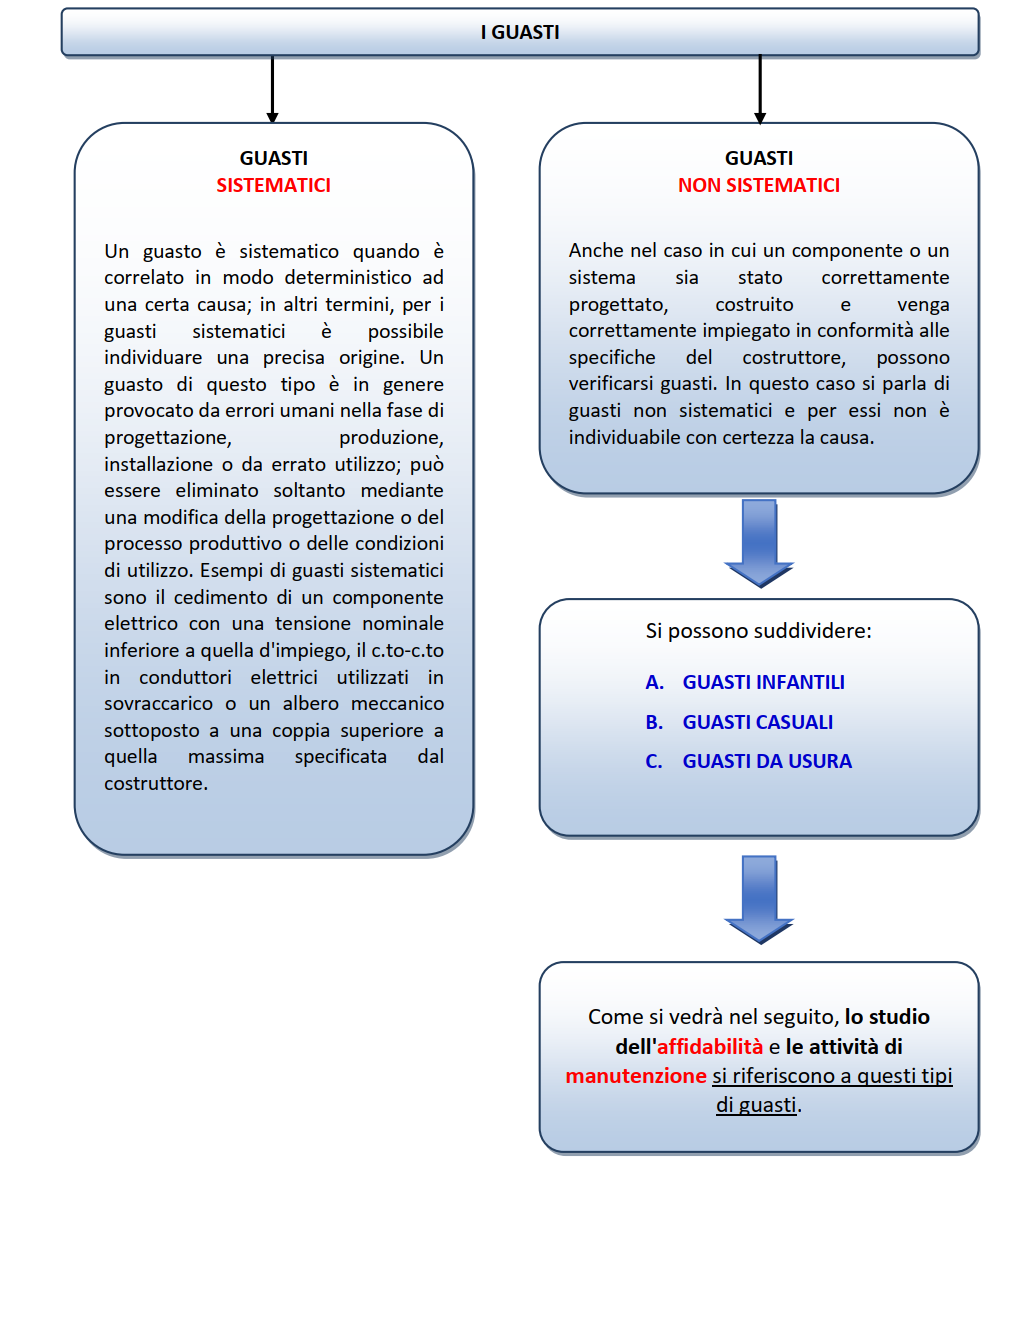 I GUASTI
GUASTI
SISTEMATICI
Un guasto è sistematico quando è
correlato in modo deterministico ad
una certa causa; in altri termini, per i
guasti sistematici è possibile
individuare una precisa origine. Un
guasto di questo tipo è in genere
provocato da errori umani nella fase di
progettazione, produzione,
installazione o da errato utilizzo; può
essere eliminato soltanto mediante
una modifica della progettazione o del
processo produttivo o delle condizioni
di utilizzo. Esempi di guasti sistematici
sono il cedimento di un componente
elettrico con una tensione nominale
inferiore a quella d'impiego, il c.to-c.to
in conduttori elettrici utilizzati in
sovraccarico o un albero meccanico
sottoposto a una coppia superiore a
quella massima specificata dal
costruttore.
GUASTI
NON SISTEMATICI
Anche nel caso in cui un componente o un
sistema sia stato correttamente
progettato, costruito e venga
correttamente impiegato in conformità alle
specifiche del costruttore, possono
verificarsi guasti. In questo caso si parla di
guasti non sistematici e per essi non è
individuabile con certezza la causa.
Si possono suddividere:
A. GUASTI INFANTILI
B. GUASTI CASUALI
C. GUASTI DA USURA
Come si vedrà nel seguito, lo studio
dell'affidabilità e le attività di
manutenzione si riferiscono a questi tipi
di guasti.